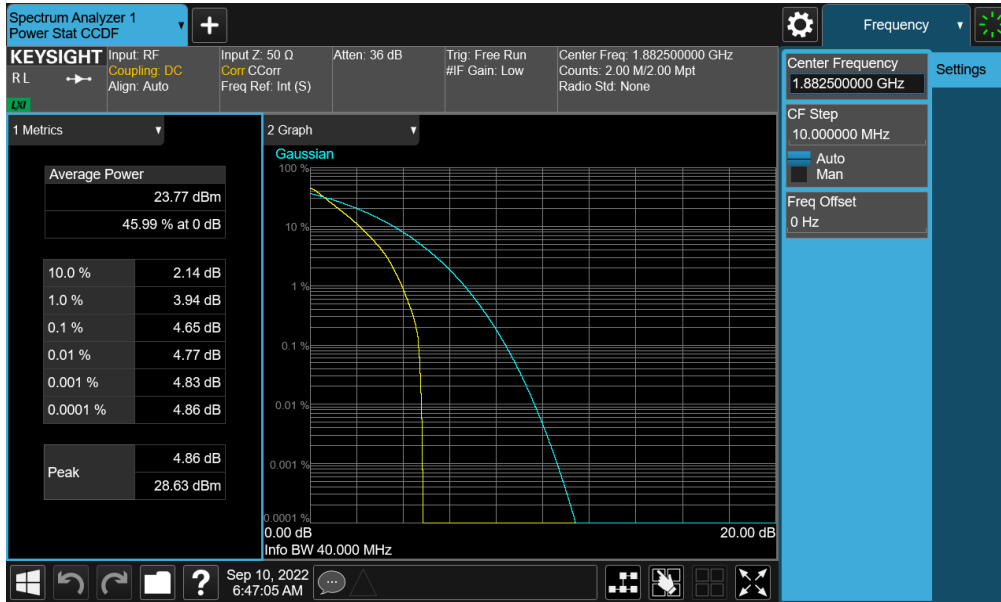 Spectrum Analyzer 1
Power Stat CCDF
Frequency
KEYSIGHT
R L
LXI
Input: RF
Coupling: DC
Align: Auto
Input Z: 50 Ω
Corr CCorr
Freq Ref: Int (S)
Atten: 36 dB
Trig: Free Run
#IF Gain: Low
Center Freq: 1.882500000 GHz
Counts: 2.00 M/2.00 Mpt
Radio Std: None
Center Frequency
1.882500000 GHz
Settings
CF Step
10.000000 MHz
Auto
Man
Freq Offset
0 Hz
1 Metrics
Average Power
23.77 dBm
45.99 % at 0 dB
10.0 % 2.14 dB
1.0 % 3.94 dB
0.1 % 4.65 dB
0.01 % 4.77 dB
0.001 % 4.83 dB
0.0001 % 4.86 dB
Peak
4.86 dB
28.63 dBm
2 Graph
Gaussian
100 %
10 %
1 %
0.1 %
0.01 %
0.001 %
0.0001 %
0.00 dB 20.00 dB
Info BW 40.000 MHz
?
Sep 10, 2022
6:47:05 AM